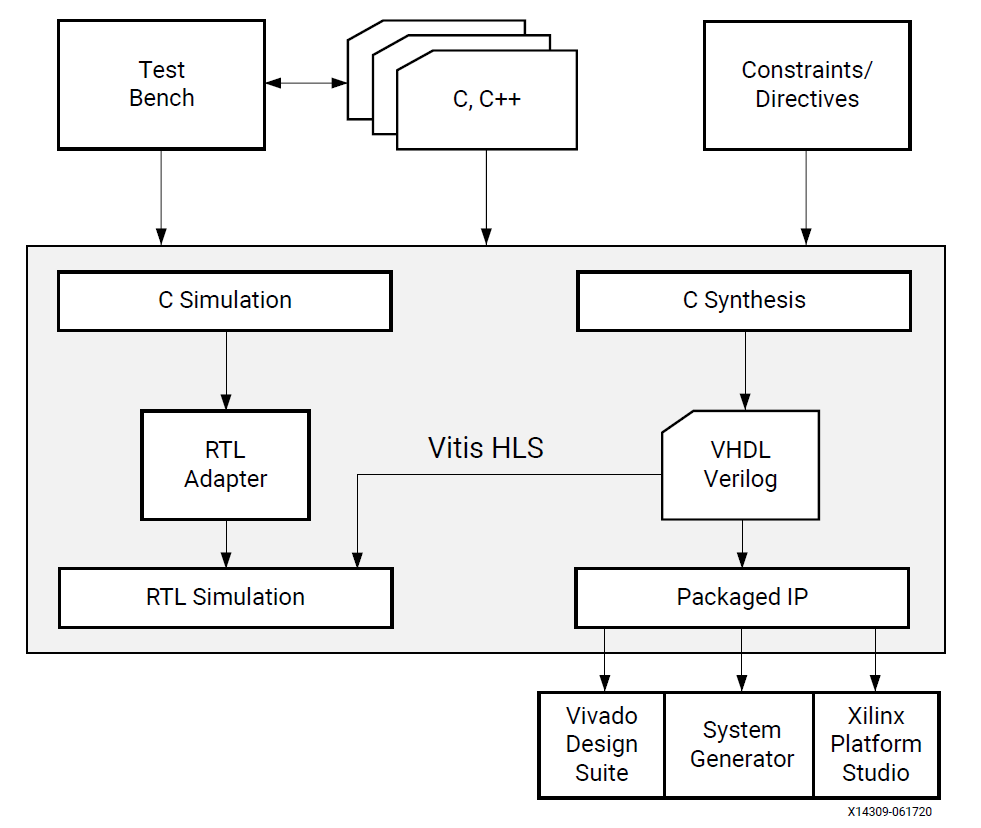 Test
Bench
C, C++
Constraints/
Directives
C Simulation
C Synthesis
RTL
Adapter
Vitis HLS
VHDL
Verilog
RTL Simulation
Packaged IP
Vivado
Design
Suite
System
Generator
Xilinx
Platform
Studio
X14309-061720